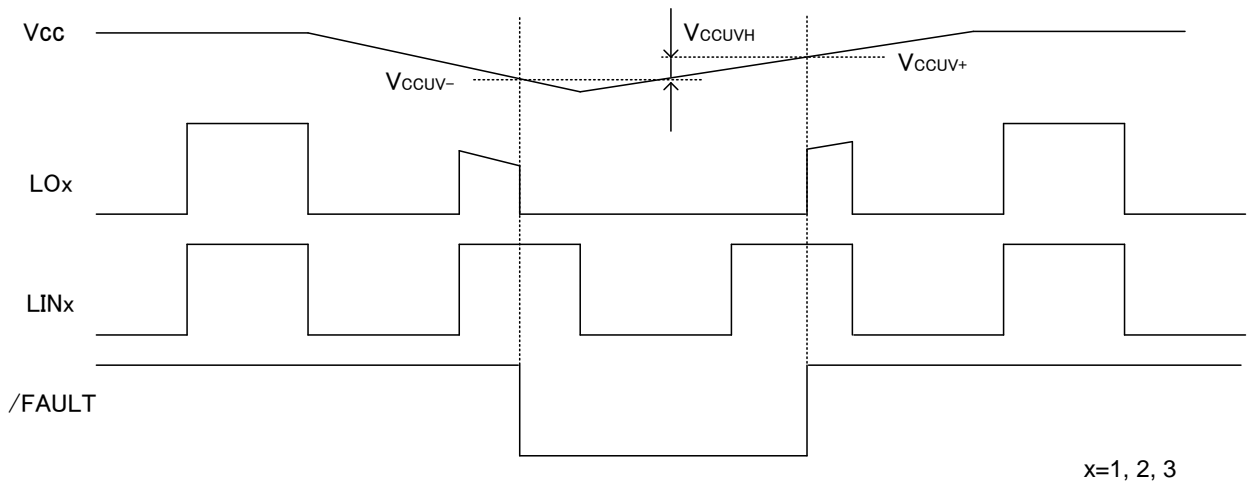 Vcc
VCCUVH
VCCUV−
VCCUV+
LOx
LINx
/FAULT
x=1, 2, 3